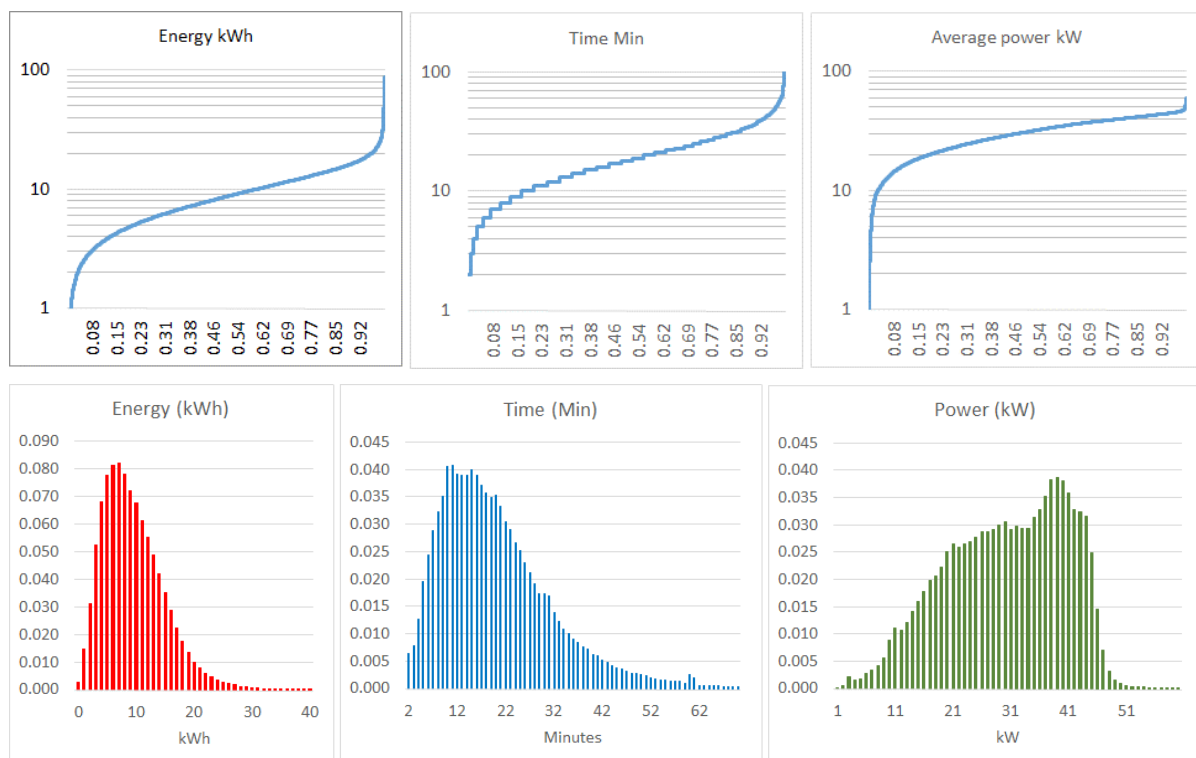 Energy kWh
100
10
1
0.08 0.15 0.23 0.31 0.38 0.46 0.54 0.62 0.69 0.77 0.85 0.92
Time Min
100
10
1
0.08 0.15 0.23 0.31 0.38 0.46 0.54 0.62 0.69 0.77 0.85 0.92
Average power kW
100
10
1
0.08 0.15 0.23 0.31 0.38 0.46 0.54 0.62 0.69 0.77 0.85 0.92
Energy (kWh)
0.090
0.080
0.070
0.060
0.050
0.040
0.030
0.020
0.010
0.000
0 10 20 30 40
kWh
Time (Min)
0.045
0.040
0.035
0.030
0.025
0.020
0.015
0.010
0.005
0.000
2 12 22 32 42 52 62
Minutes
Power (kW)
0.045
0.040
0.035
0.030
0.025
0.020
0.015
0.010
0.005
0.000
1 11 21 31 41 51
kW